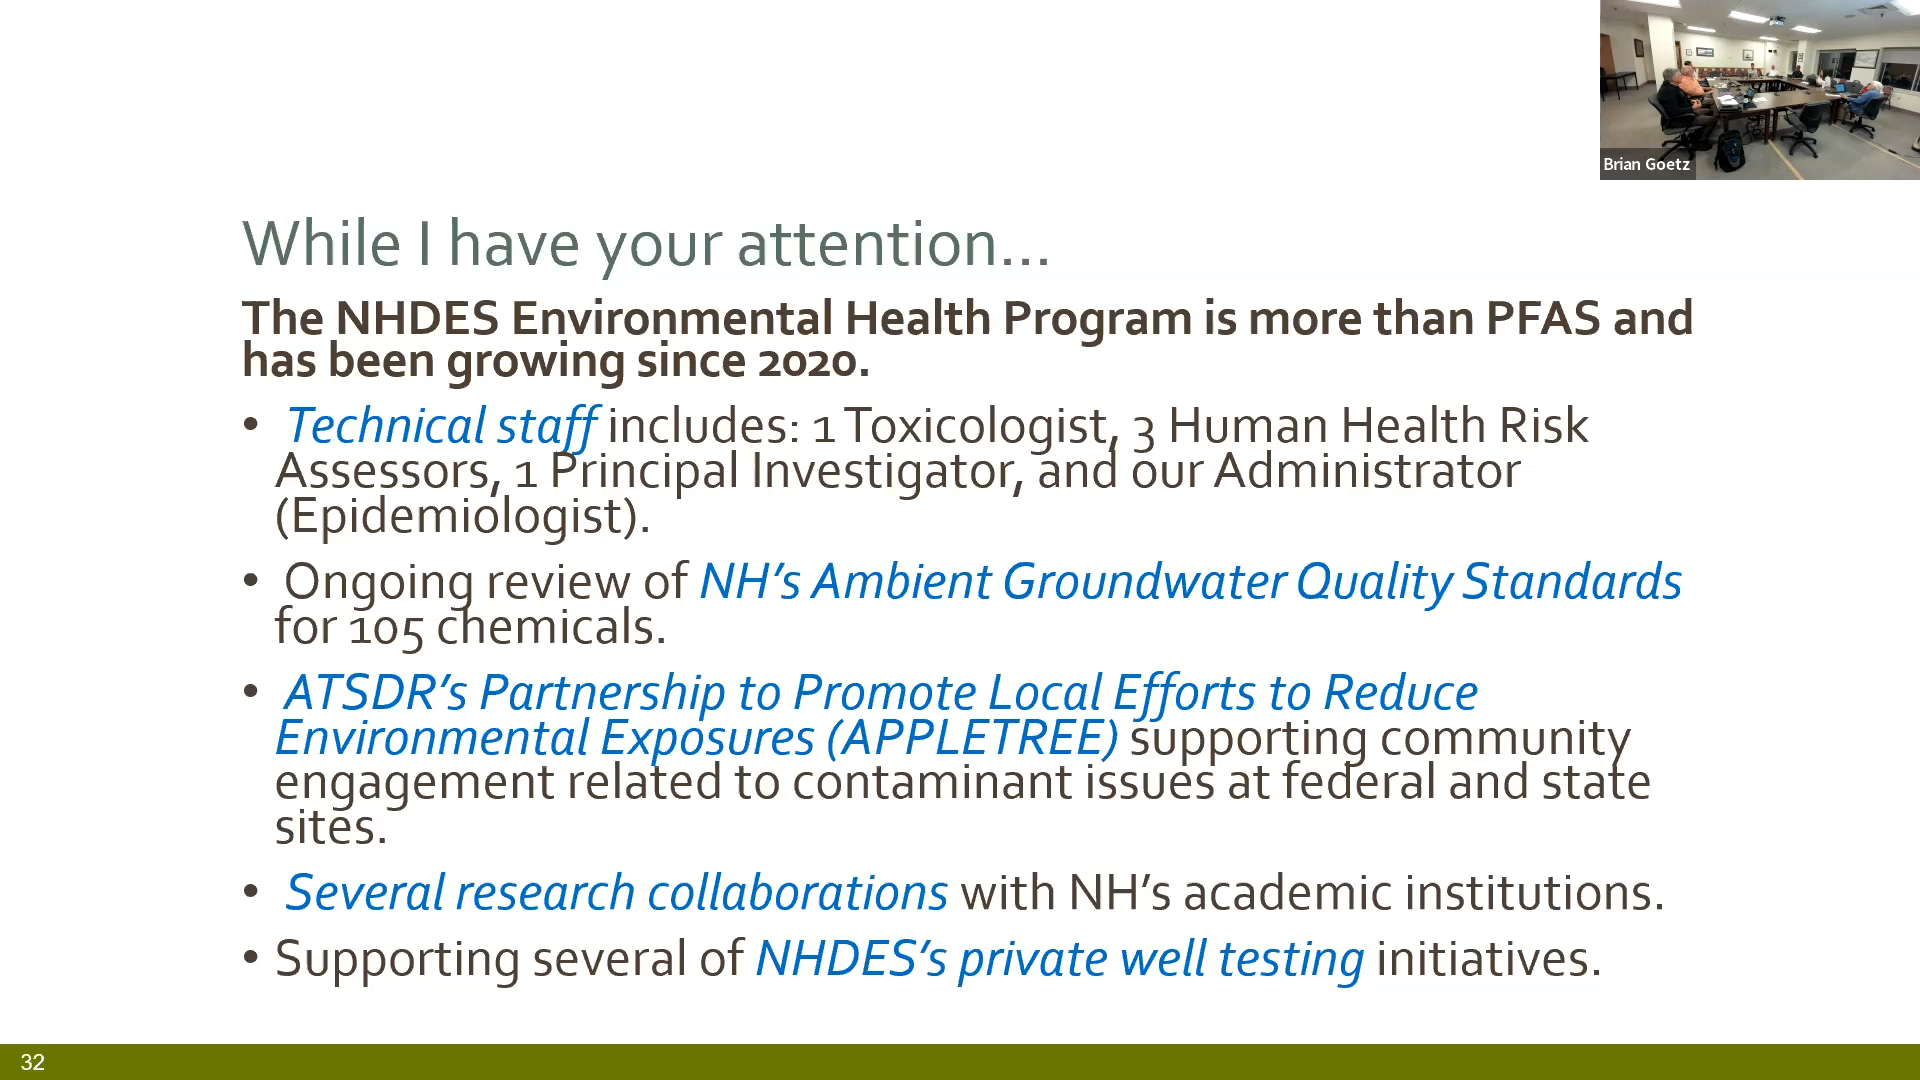 Brian Goetz
While I have your attention...
The NHDES Environmental Health Program is more than PFAS and
has been growing since 2020.
• Technical staff includes: 1 Toxicologist, 3 Human Health Risk
Assessors, 1 Principal Investigator, and our Administrator
(Epidemiologist).
• Ongoing review of NH’s Ambient Groundwater Quality Standards
for 105 chemicals.
• ATSDR’s Partnership to Promote Local Efforts to Reduce
Environmental Exposures (APPLETREE) supporting community
engagement related to contaminant issues at federal and state
sites.
• Several research collaborations with NH’s academic institutions.
• Supporting several of NHDES’s private well testing initiatives.
32